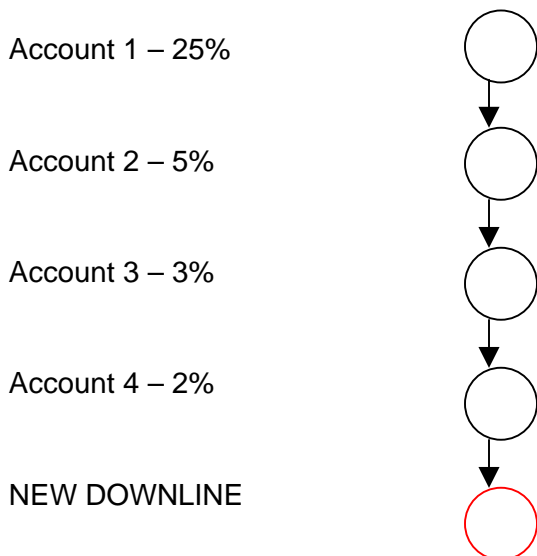 Account 1 – 25%
Account 2 – 5%
Account 3 – 3%
Account 4 – 2%
NEW DOWNLINE